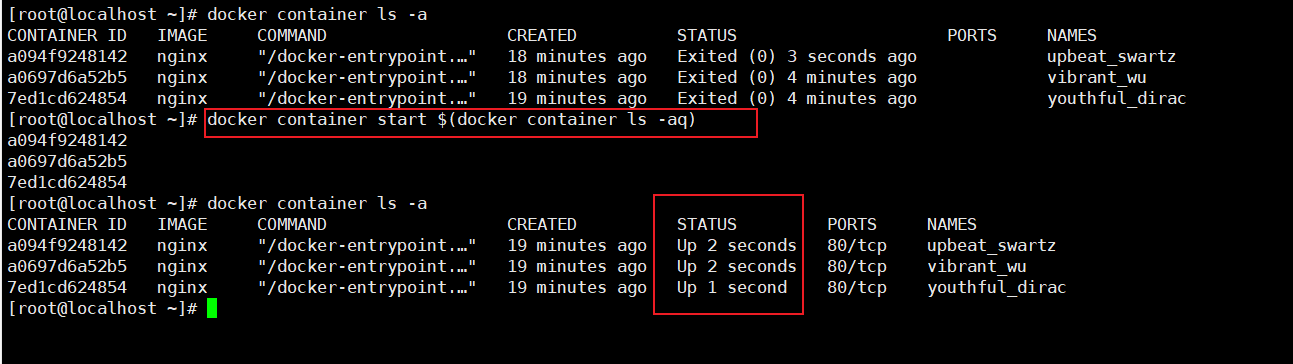 [root@localhost ~]# docker container ls -a
CONTAINER ID   IMAGE     COMMAND                  CREATED          STATUS                     PORTS     NAMES
a094f9248142   nginx     "/docker-entrypoint.…"   18 minutes ago   Exited (0) 3 seconds ago             upbeat_swartz
a0697d6a52b5   nginx     "/docker-entrypoint.…"   18 minutes ago   Exited (0) 4 minutes ago             vibrant_wu
7ed1cd624854   nginx     "/docker-entrypoint.…"   19 minutes ago   Exited (0) 4 minutes ago             youthful_dirac
[root@localhost ~]# docker container start $(docker container ls -aq)
a094f9248142
a0697d6a52b5
7ed1cd624854
[root@localhost ~]# docker container ls -a
CONTAINER ID   IMAGE     COMMAND                  CREATED          STATUS         PORTS     NAMES
a094f9248142   nginx     "/docker-entrypoint.…"   19 minutes ago   Up 2 seconds   80/tcp    upbeat_swartz
a0697d6a52b5   nginx     "/docker-entrypoint.…"   19 minutes ago   Up 2 seconds   80/tcp    vibrant_wu
7ed1cd624854   nginx     "/docker-entrypoint.…"   19 minutes ago   Up 1 second    80/tcp    youthful_dirac
[root@localhost ~]#